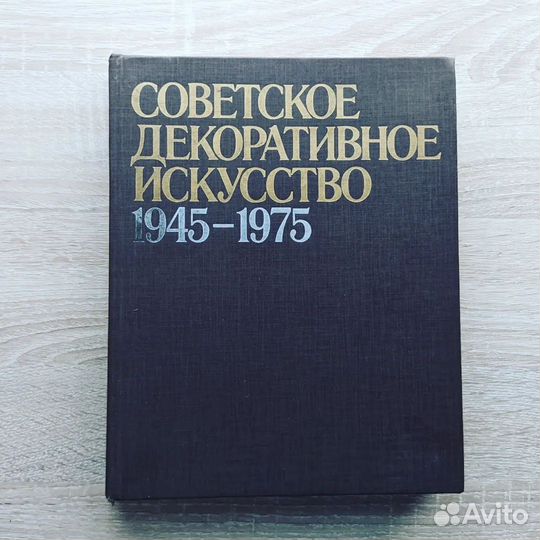 СОВЕТСКОЕ
ДЕКОРАТИВНОЕ
ИСКУССТВО
1945–1975
Avito